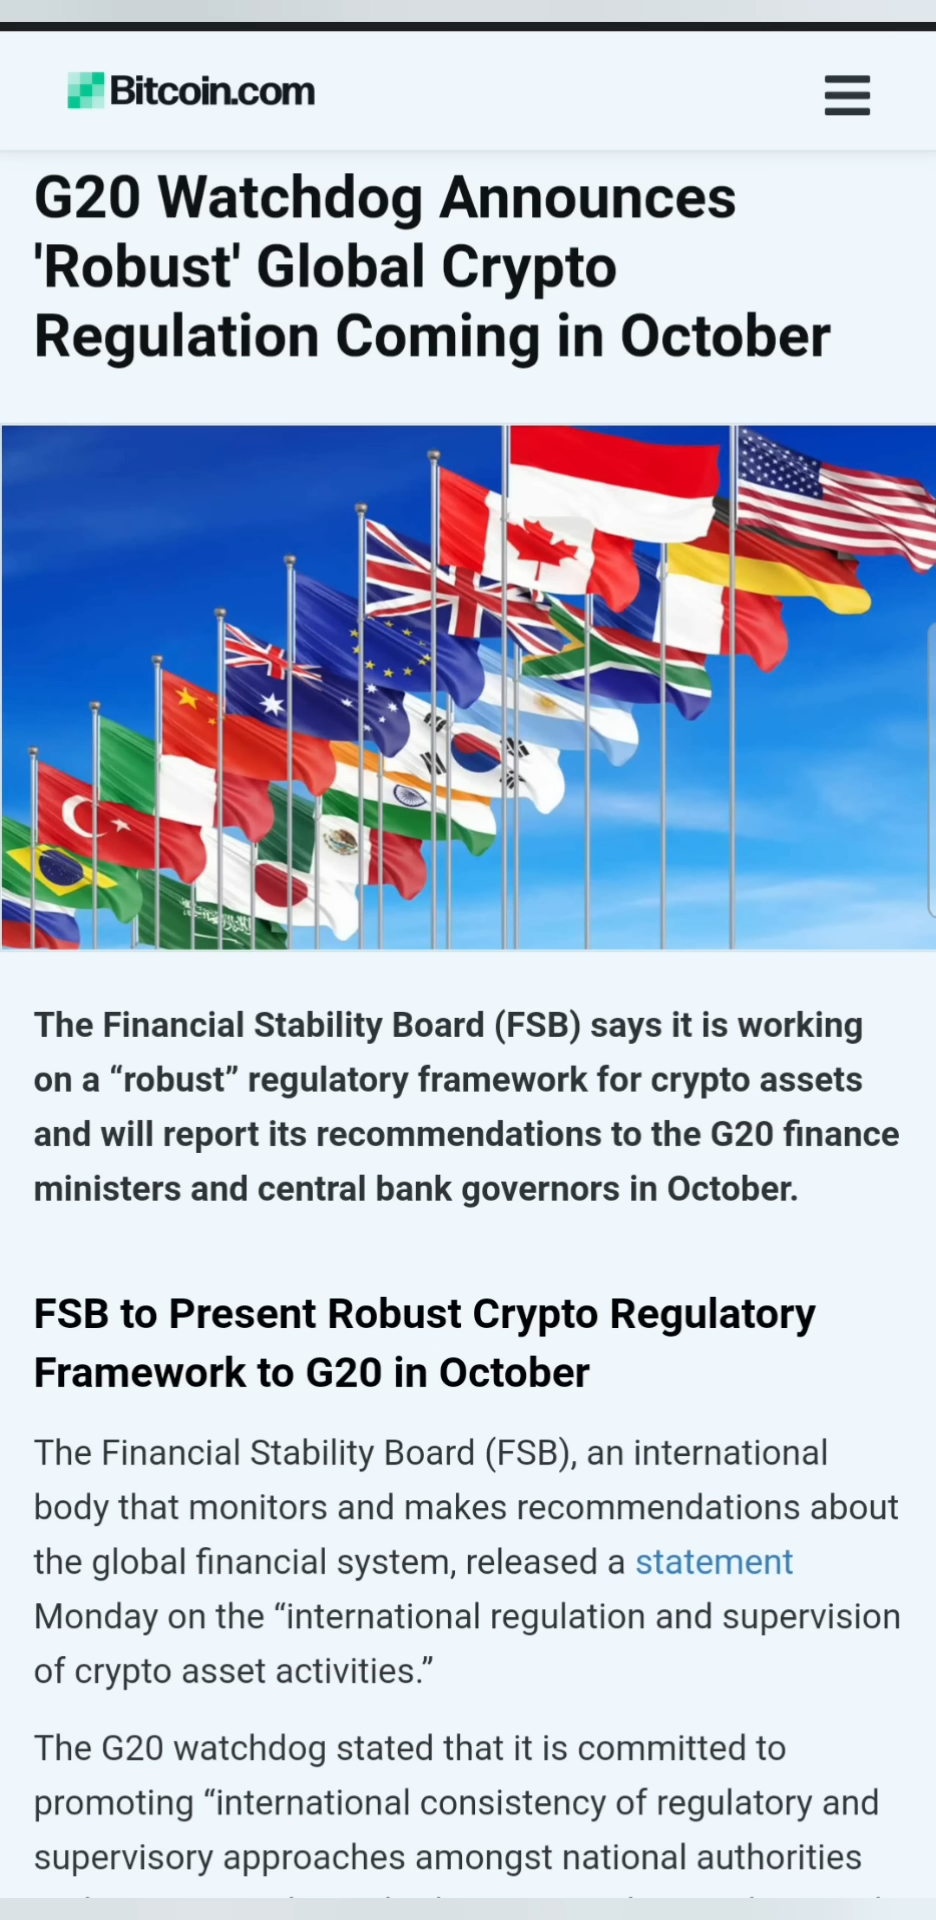 Bitcoin.com
G20 Watchdog Announces
'Robust' Global Crypto
Regulation Coming in October
The Financial Stability Board (FSB) says it is working
on a “robust” regulatory framework for crypto assets
and will report its recommendations to the G20 finance
ministers and central bank governors in October.
FSB to Present Robust Crypto Regulatory
Framework to G20 in October
The Financial Stability Board (FSB), an international
body that monitors and makes recommendations about
the global financial system, released a statement
Monday on the “international regulation and supervision
of crypto asset activities.”
The G20 watchdog stated that it is committed to
promoting “international consistency of regulatory and
supervisory approaches amongst national authorities